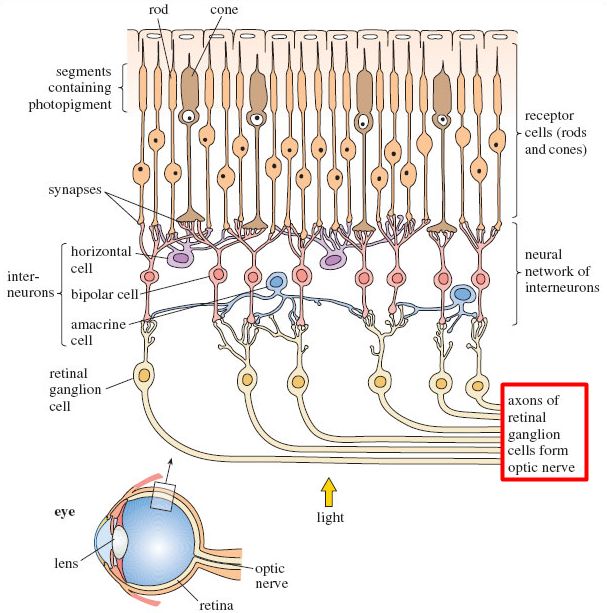 rod
cone
segments
containing
photopigment
receptor
cells (rods
and cones)
synapses
inter-
neurons
horizontal
cell
bipolar cell
amacrine
cell
neural
network of
interneurons
retinal
ganglion
cell
axons of
retinal
ganglion
cells form
optic nerve
light
eye
lens
optic
nerve
retina